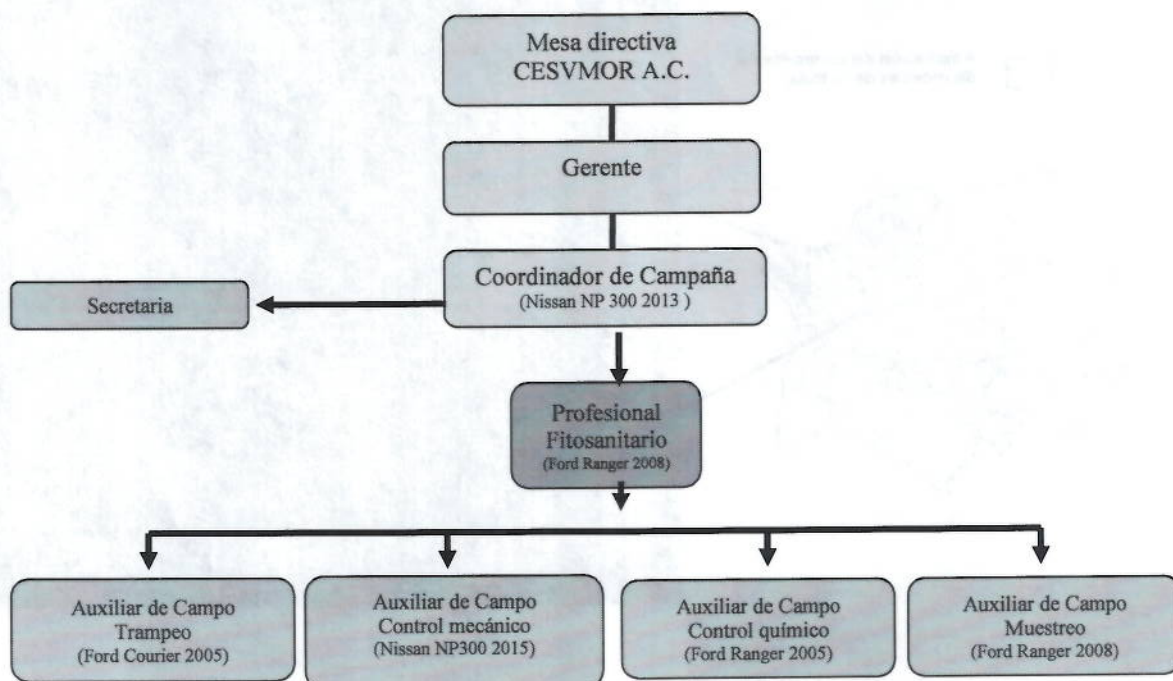 Mesa directiva
CESVMOR A.C.
Gerente
Coordinador de Campaña
(Nissan NP 300 2013 )
Secretaria
Profesional
Fitosanitario
(Ford Ranger 2008)
Auxiliar de Campo
Trampeo
(Ford Courier 2005)
Auxiliar de Campo
Control mecánico
(Nissan NP300 2015)
Auxiliar de Campo
Control químico
(Ford Ranger 2005)
Auxiliar de Campo
Muestreo
(Ford Ranger 2008)